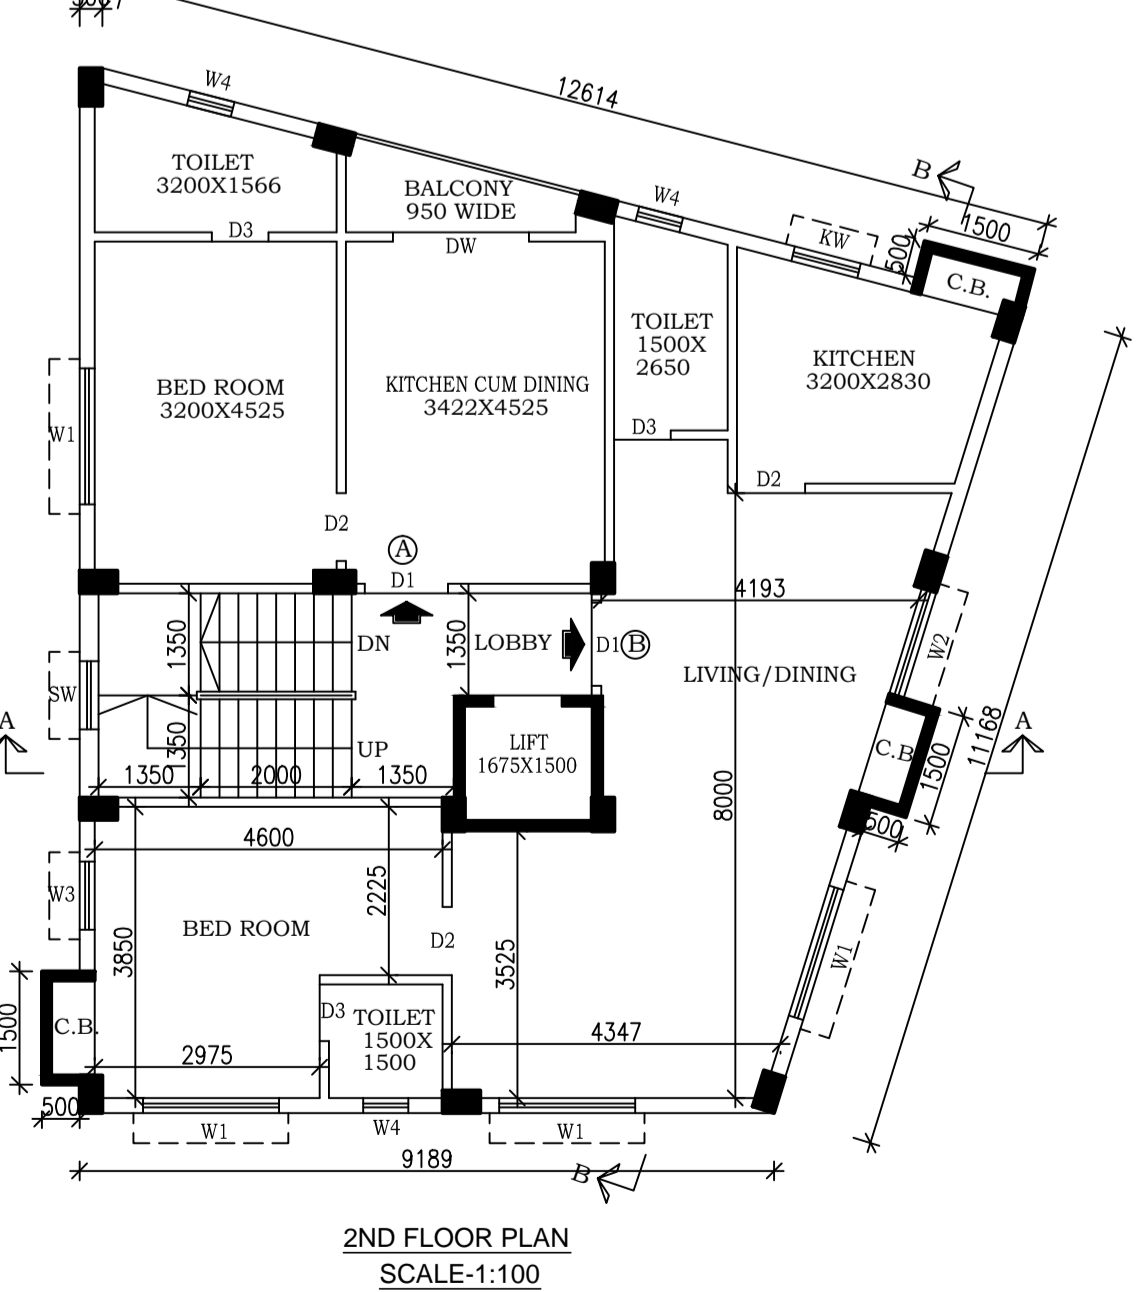 12614
W4
B
TOILET
3200X1566
BALCONY
950 WIDE
W4
1500
D3
DW
KW
500
C.B.
TOILET
1500X
2650
KITCHEN
3200X2830
BED ROOM
3200X4525
KITCHEN CUM DINING
3422X4525
W1
D3
D2
D2
A
D1
4193
1350
DN
1350
LOBBY
D1
B
W2
LIVING/DINING
SW
A
350
UP
LIFT
1675X1500
11168
A
C.B
1500
1350
2000
1350
8000
500
4600
2225
W3
BED ROOM
D2
3850
3525
W1
1500
C.B.
D3
TOILET
1500X
1500
4347
2975
500
W1
W4
W1
9189
B
2ND FLOOR PLAN
SCALE-1:100